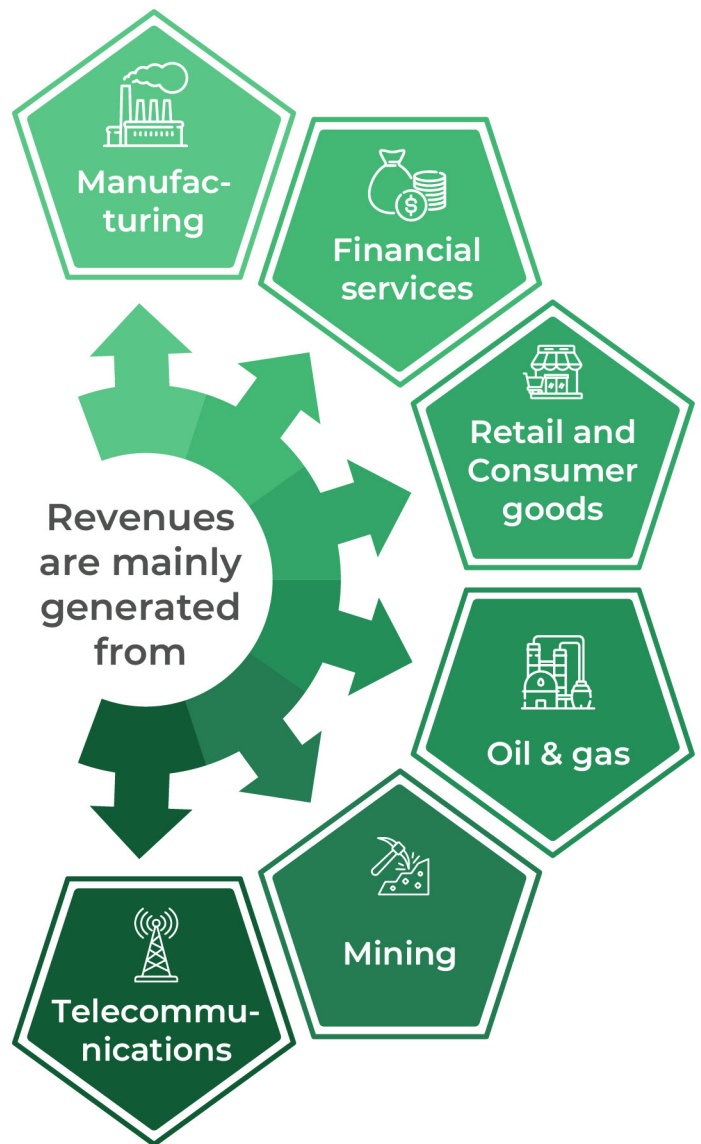 Manufac-
turing
Financial
services
Retail and
Consumer
goods
Revenues
are mainly
generated
from
Oil & gas
Mining
Telecommu-
nications